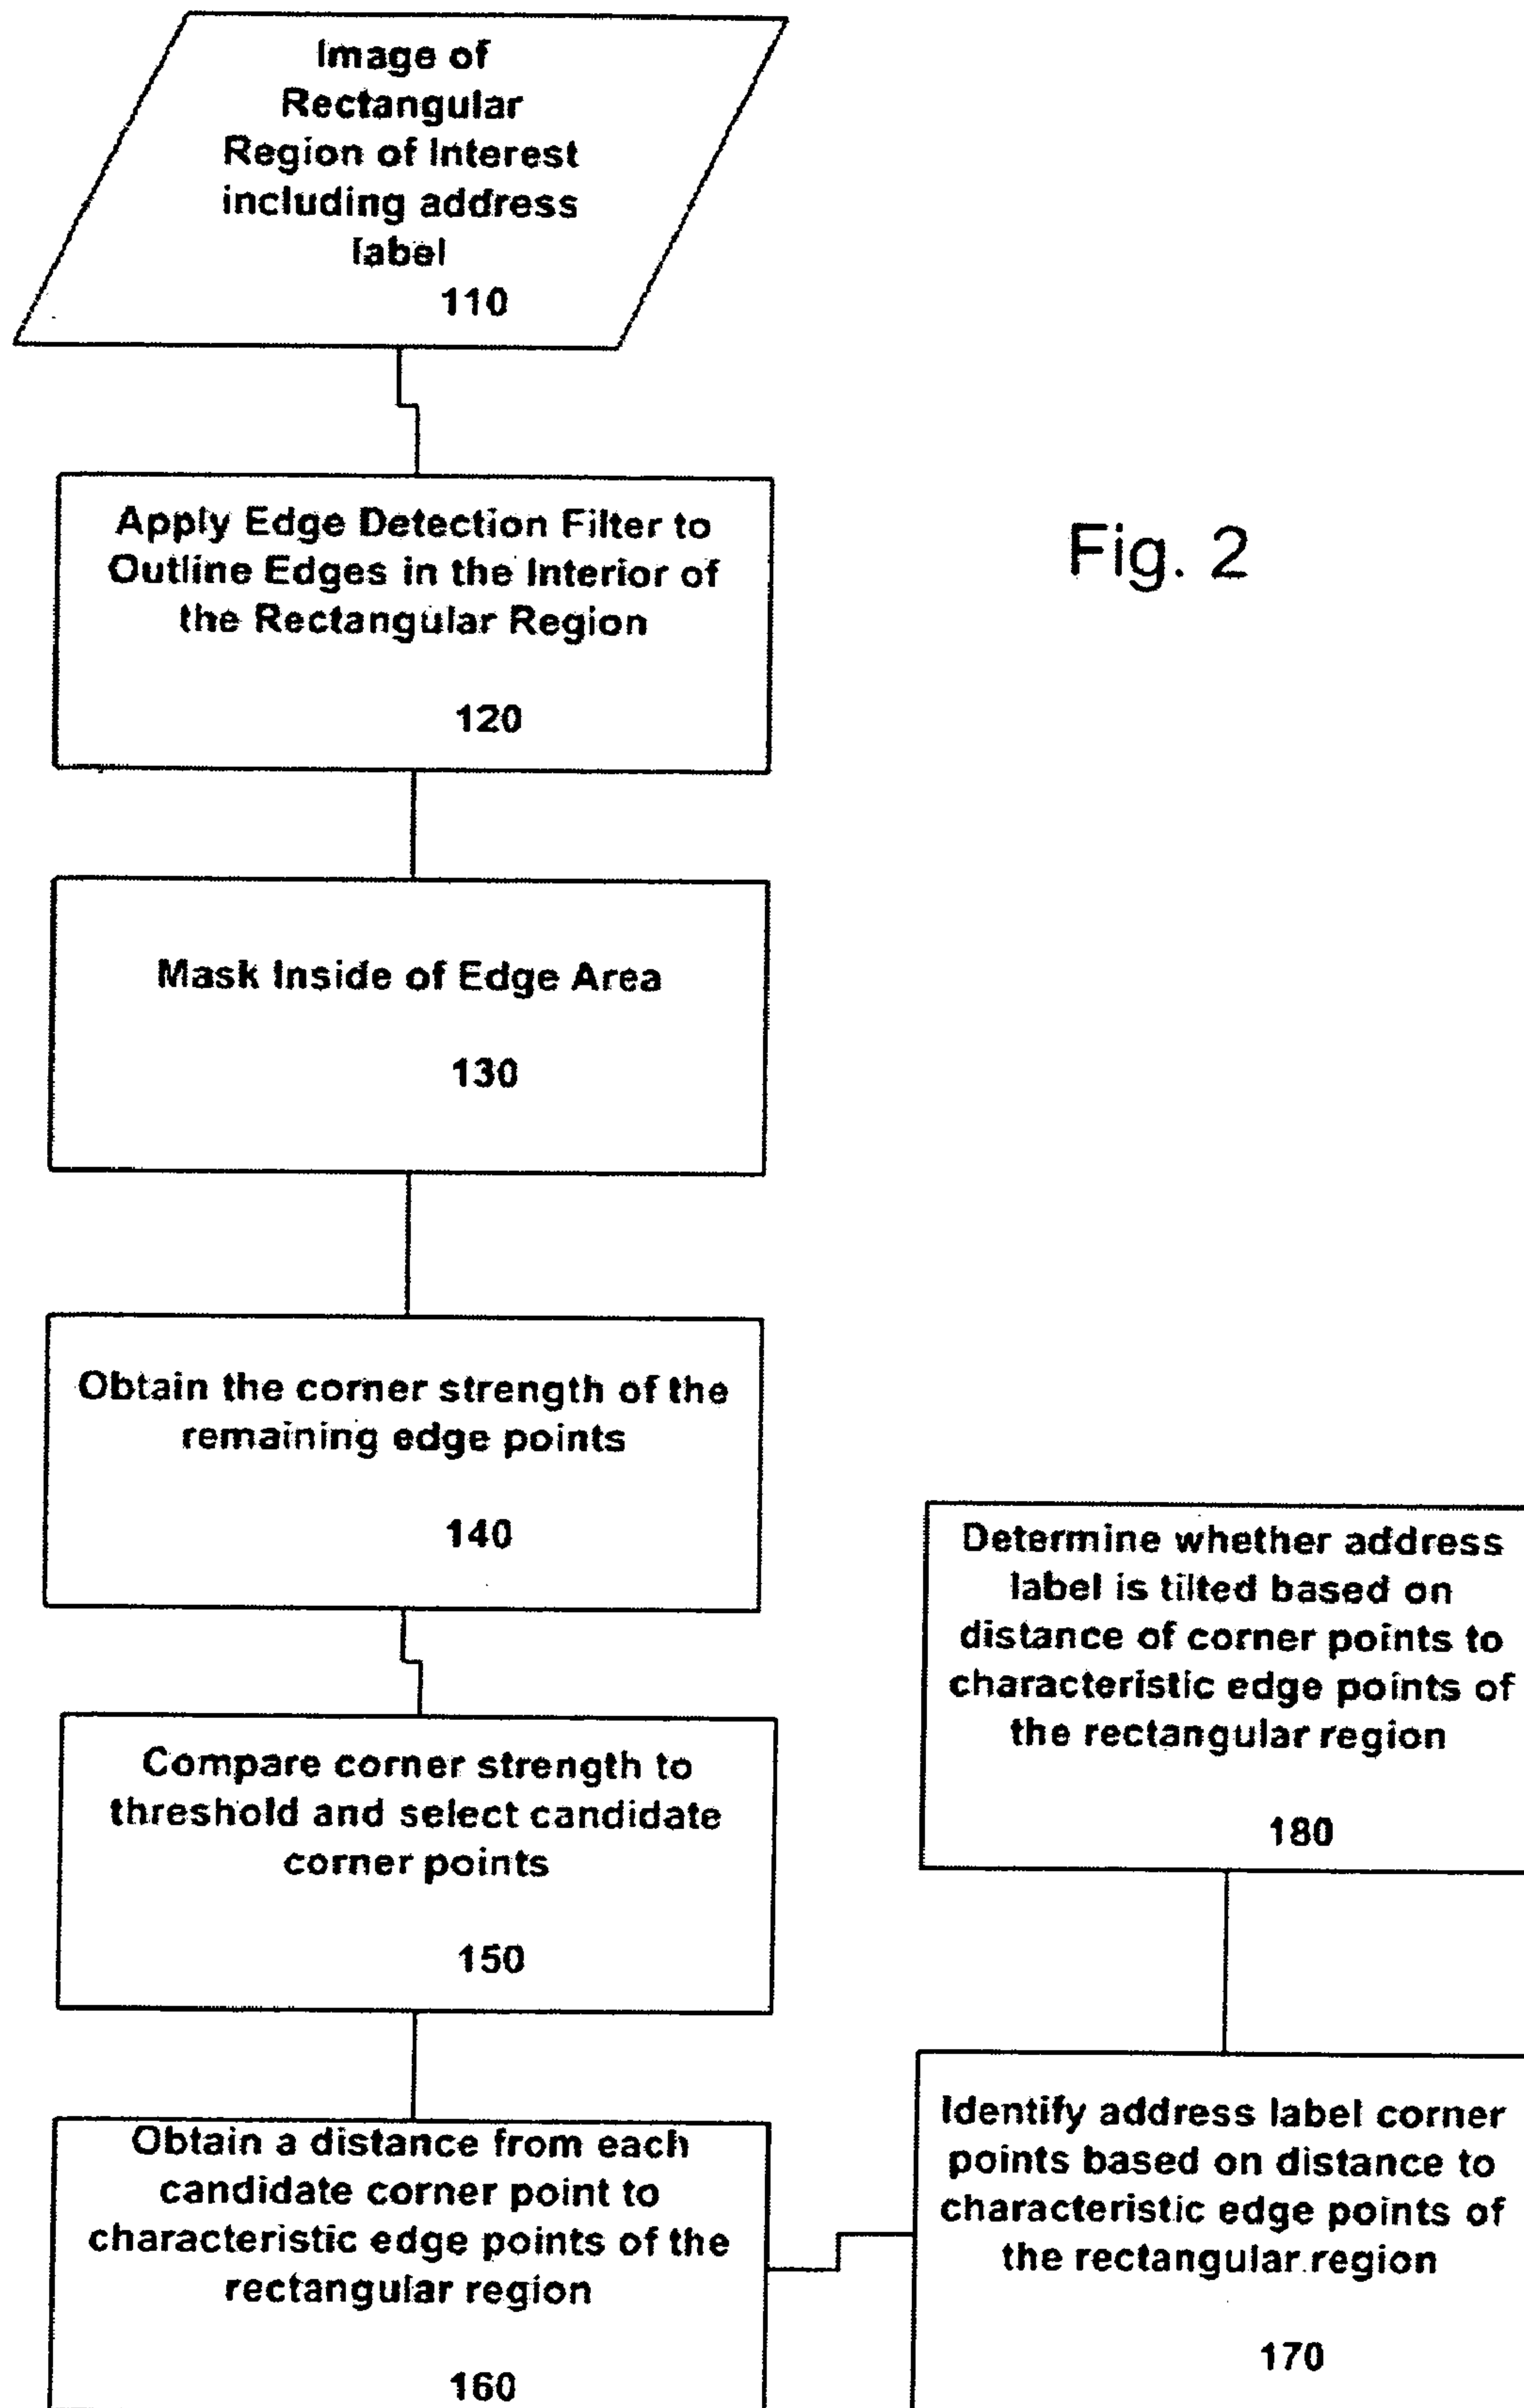 Image of
Rectangular
Region of Interest
including address
label
110
Apply Edge Detection Filter to
Outline Edges in the Interior of
the Rectangular Region
120
Fig. 2
Mask Inside of Edge Area
130
Obtain the corner strength of the
remaining edge points
140
Compare corner strength to
threshold and select candidate
corner points
150
Obtain a distance from each
candidate corner point to
characteristic edge points of the
rectangular region
160
Identify address label corner
points based on distance to
characteristic edge points of
the rectangular region
170
Determine whether address
label is tilted based on
distance of corner points to
characteristic edge points of
the rectangular region
180